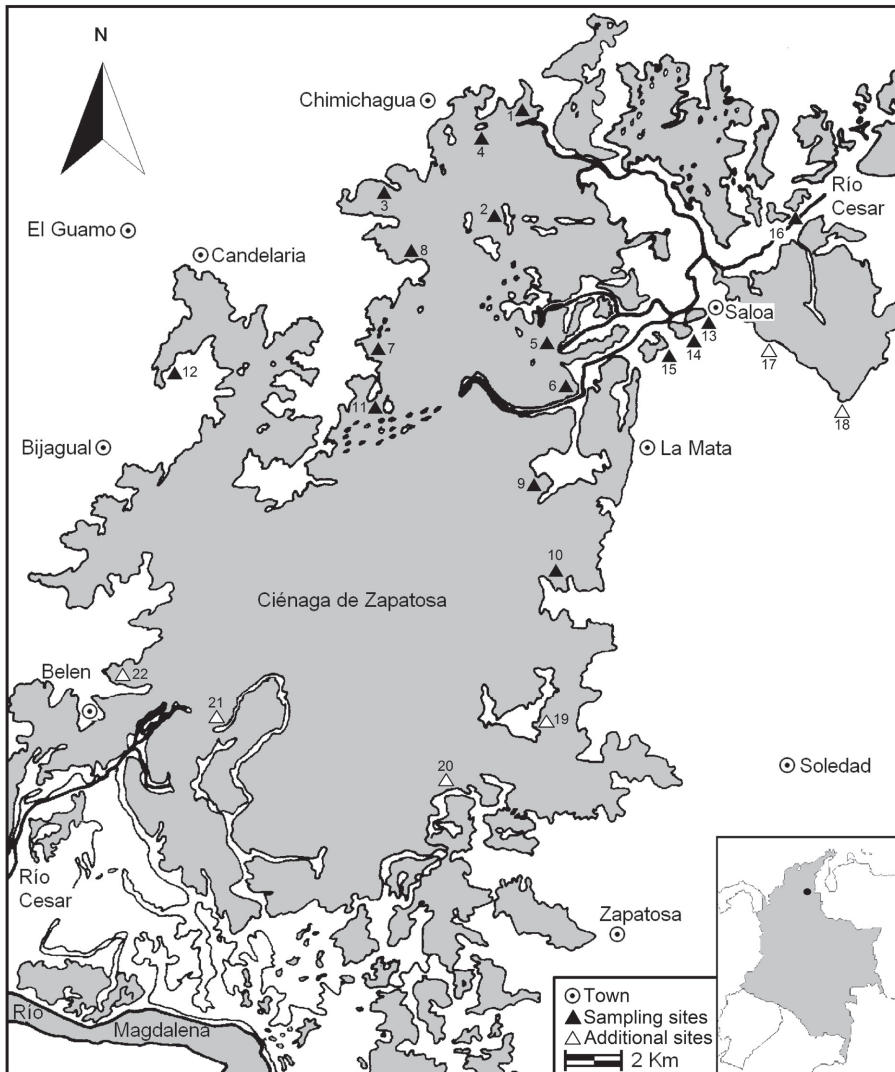 N
Chimichagua
1
4
Río
Cesar
3
2
16
El Guamo
8
Candelaria
Saloa
13
5
7
14
17
15
12
6
11
18
Bijagual
La Mata
9
10
Ciénaga de Zapatosa
Belen
22
21
19
20
Soledad
Río
Cesar
Zapatosa
Town
Sampling sites
Río
Magdalena
Additional sites
2 Km